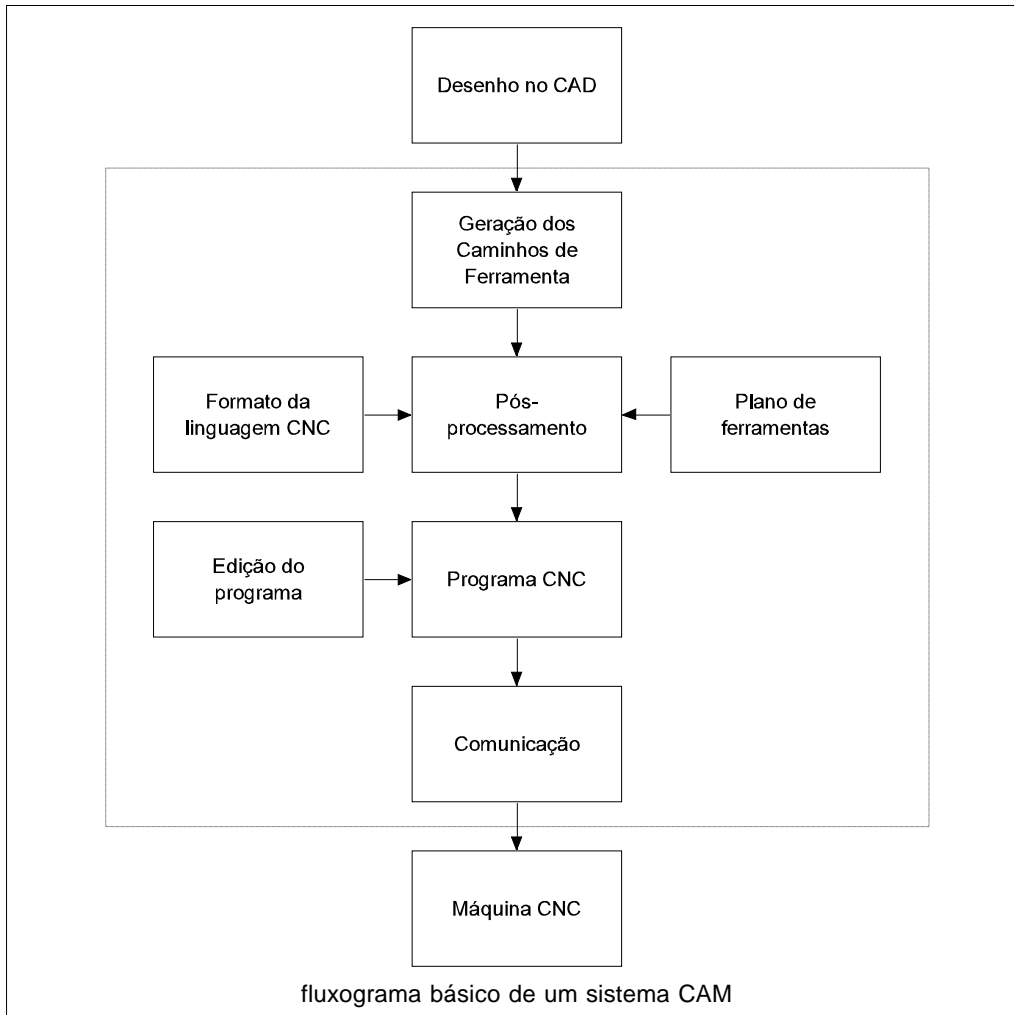 Desenho no CAD
Geração dos
Caminhos de
Ferramenta
Formato da
linguagem CNC
Pós-
processamento
Plano de
ferramentas
Edição do
programa
Programa CNC
Comunicação
Máquina CNC
fluxograma básico de um sistema CAM